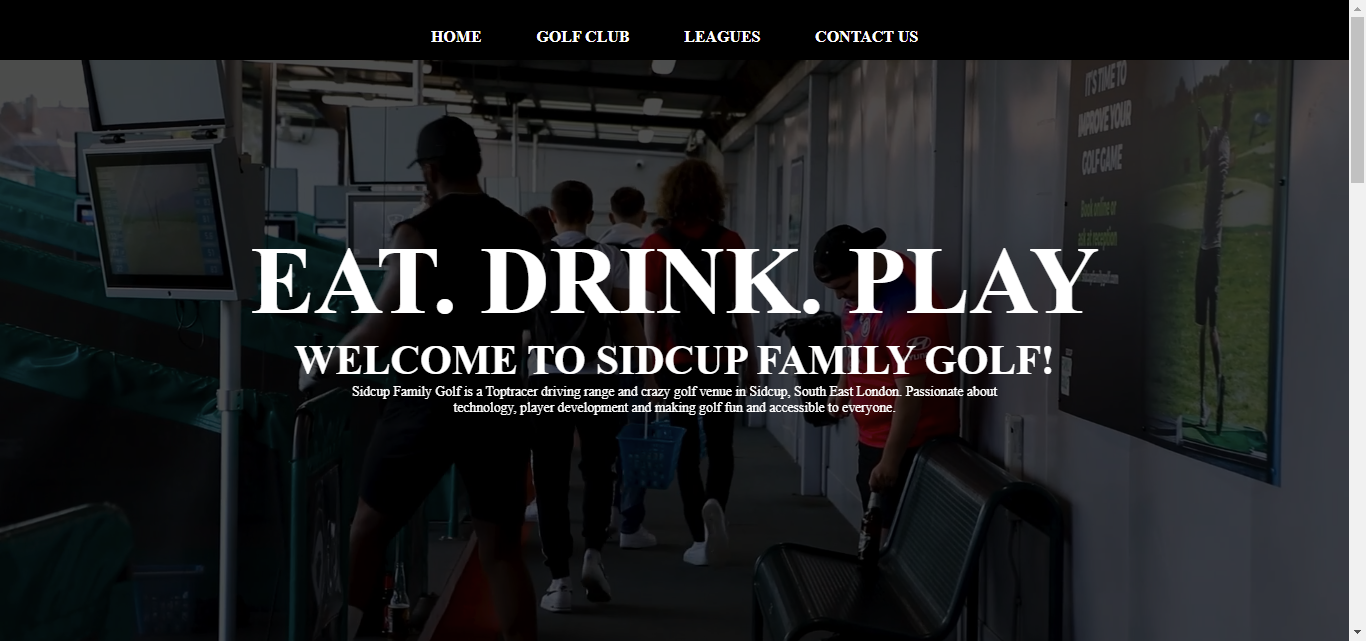 HOME GOLF CLUB LEAGUES CONTACT US
IT'S TIME TO
IMPROVE YOUR
GOLF GAME
Book online or
ask at reception
EAT. DRINK. PLAY
WELCOME TO SIDCUP FAMILY GOLF!
Sidcup Family Golf is a Toptracer driving range and crazy golf venue in Sidcup, South East London. Passionate about
technology, player development and making golf fun and accessible to everyone.